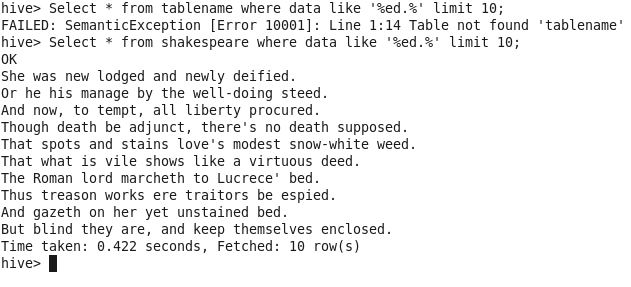 hive> Select * from tablename where data like '%ed.%' limit 10;
FAILED: SemanticException [Error 10001]: Line 1:14 Table not found 'tablename'
hive> Select * from shakespeare where data like '%ed.%' limit 10;
OK
She was new lodged and newly deified.
Or he his manage by the well-doing steed.
And now, to tempt, all liberty procured.
Though death be adjunct, there's no death supposed.
That spots and stains love's modest snow-white weed.
That what is vile shows like a virtuous deed.
The Roman lord marcheth to Lucrece' bed.
Thus treason works ere traitors be espied.
And gazeth on her yet unstained bed.
But blind they are, and keep themselves enclosed.
Time taken: 0.422 seconds, Fetched: 10 row(s)
hive>